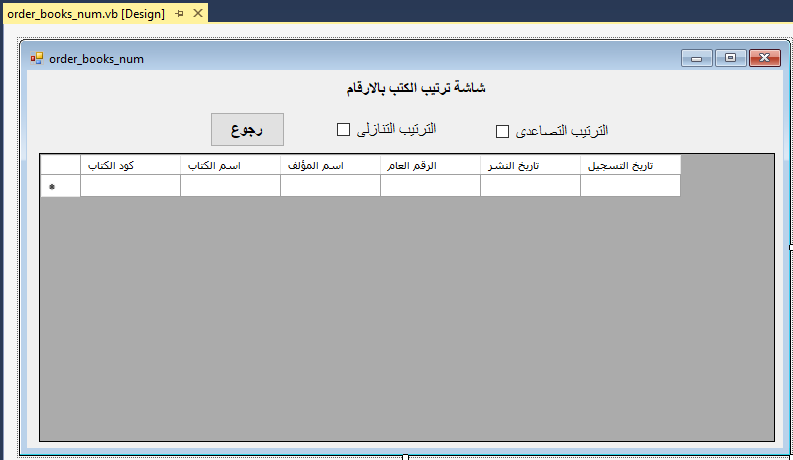 order_books_num.vb [Design]
order_books_num
شاشة ترتيب الكتب بالارقام
الترتيب التصاعدى
الترتيب التنازلى
رجوع
كود الكتاب
اسم الكتاب
اسم المؤلف
الرقم العام
تاريخ النشر
تاريخ التسجيل